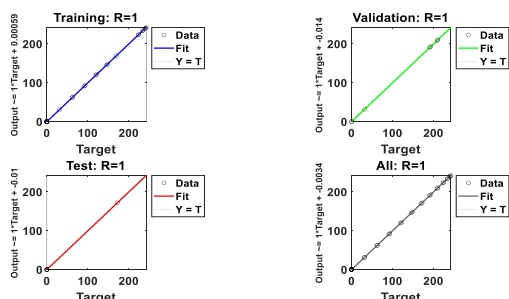 Training: R=1
Output ~= 1*Target + 0.00059
200
100
0
0 100 200
Target
Data
Fit
Y = T
Validation: R=1
Output ~= 1*Target + -0.014
200
100
0
0 100 200
Target
Data
Fit
Y = T
Test: R=1
Output ~= 1*Target + -0.01
200
100
0
0 100 200
Target
Data
Fit
Y = T
All: R=1
Output ~= 1*Target + -0.0034
200
100
0
0 100 200
Target
Data
Fit
Y = T